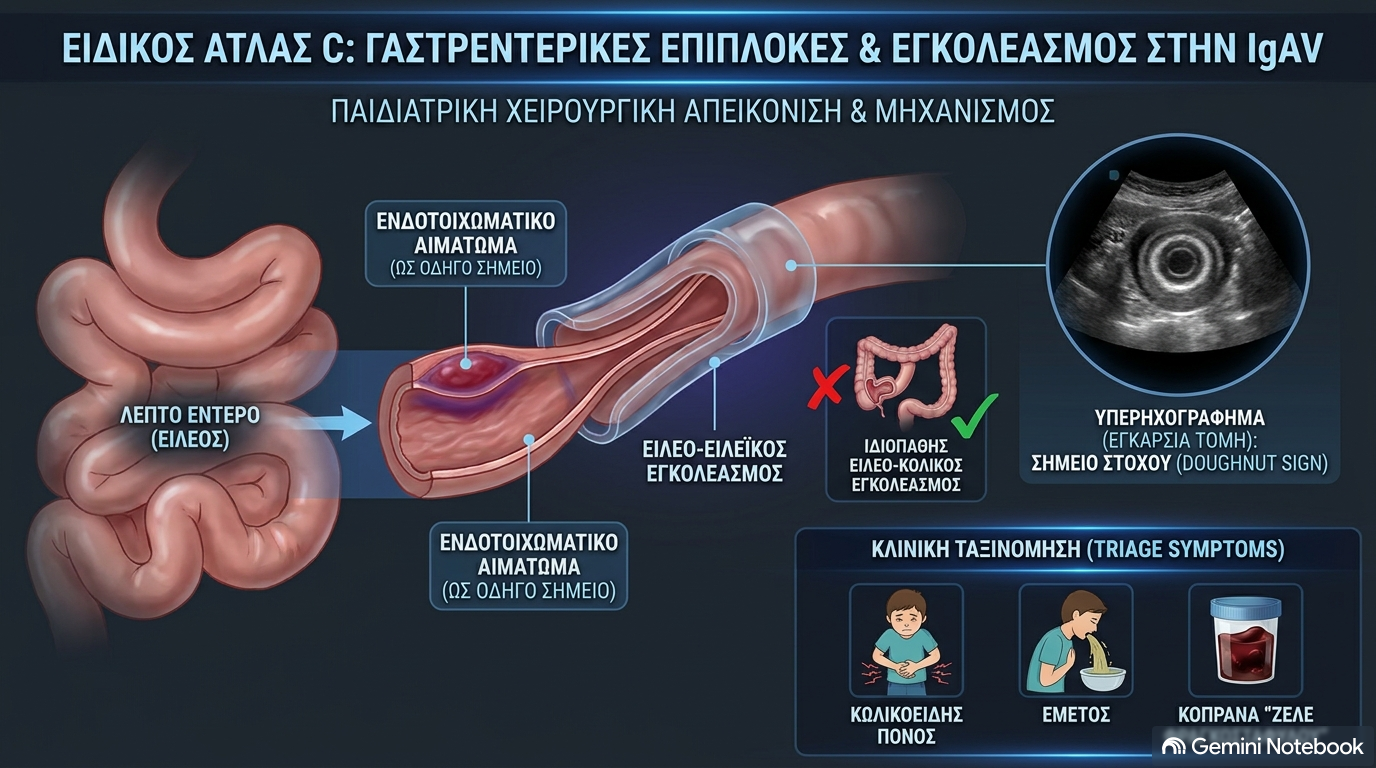 ΕΙΔΙΚΟΣ ΑΤΛΑΣ C: ΓΑΣΤΡΕΝΤΕΡΙΚΕΣ ΕΠΙΠΛΟΚΕΣ & ΕΓΚΟΛΕΑΣΜΟΣ ΣΤΗΝ IgAV
ΠΑΙΔΙΑΤΡΙΚΗ ΧΕΙΡΟΥΡΓΙΚΗ ΑΠΕΙΚΟΝΙΣΗ & ΜΗΧΑΝΙΣΜΟΣ
ΕΝΔΟΤΟΙΧΩΜΑΤΙΚΟ
ΑΙΜΑΤΩΜΑ
(ΩΣ ΟΔΗΓΟ ΣΗΜΕΙΟ)
ΛΕΠΤΟ ΕΝΤΕΡΟ
(ΕΙΛΕΟΣ)
ΕΙΛΕΟ-ΕΙΛΕΪΚΟΣ
ΕΓΚΟΛΕΑΣΜΟΣ
ΙΔΙΟΠΑΘΗΣ
ΕΙΛΕΟ-ΚΟΛΙΚΟΣ
ΕΓΚΟΛΕΑΣΜΟΣ
ΥΠΕΡΗΧΟΓΡΑΦΗΜΑ
(ΕΓΚΑΡΣΙΑ ΤΟΜΗ):
ΣΗΜΕΙΟ ΣΤΟΧΟΥ (DOUGHNUT SIGN)
ΕΝΔΟΤΟΙΧΩΜΑΤΙΚΟ
ΑΙΜΑΤΩΜΑ
(ΩΣ ΟΔΗΓΟ ΣΗΜΕΙΟ)
ΚΛΙΝΙΚΗ ΤΑΞΙΝΟΜΗΣΗ (TRIAGE SYMPTOMS)
ΚΩΛΙΚΟΕΙΔΗΣ
ΠΟΝΟΣ
ΕΜΕΤΟΣ
ΚΟΠΡΑΝΑ "ΖΕΛΕ
Gemini Notebook